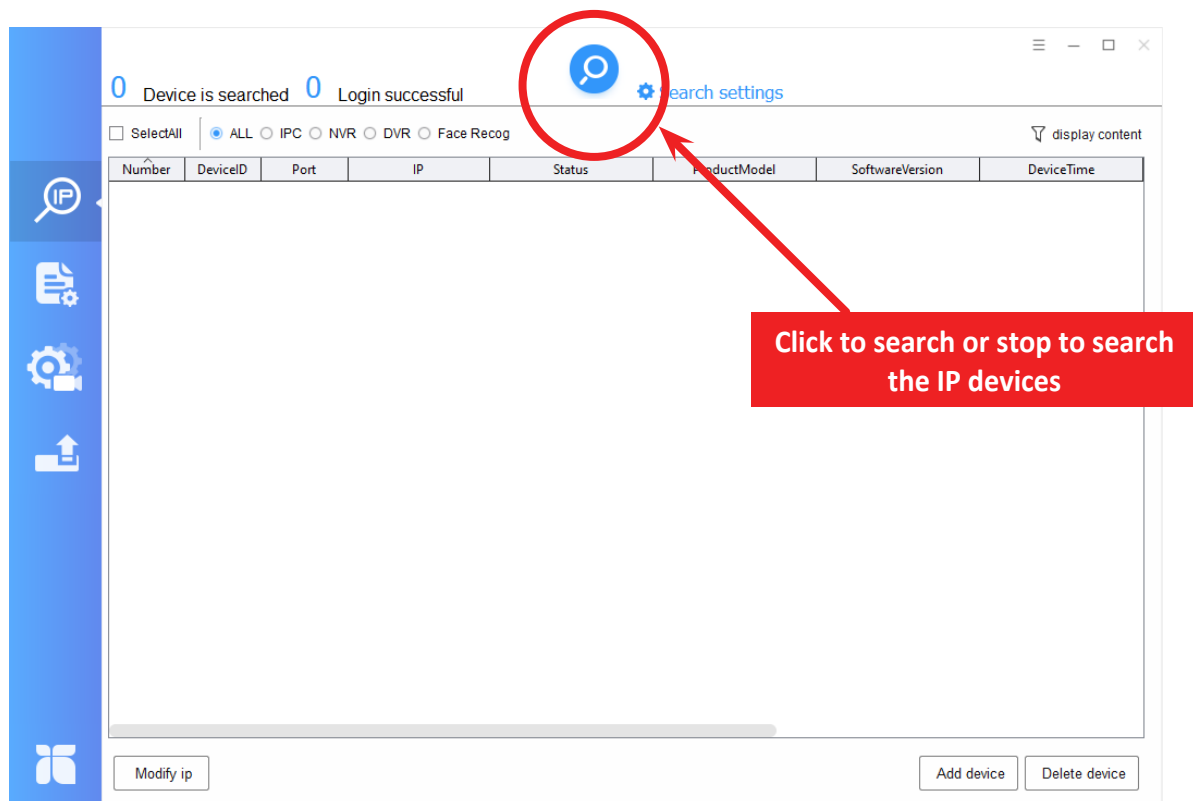 0 Device is searched 0 Login successful Search settings
SelectAll ALL IPC NVR DVR Face Recog display content
Number DeviceID Port IP Status ProductModel SoftwareVersion DeviceTime
IP
Click to search or stop to search
the IP devices
Modify ip Add device Delete device